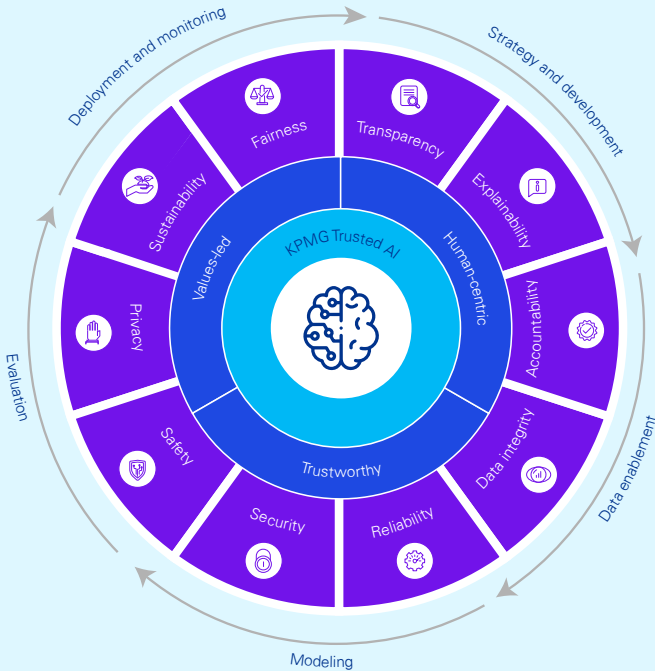 Deployment and monitoring
Strategy and development
Data enablement
Modeling
Evaluation
Fairness
Transparency
Explainability
Accountability
Data integrity
Reliability
Security
Safety
Privacy
Sustainability
Values-led
Human-centric
Trustworthy
KPMG Trusted AI